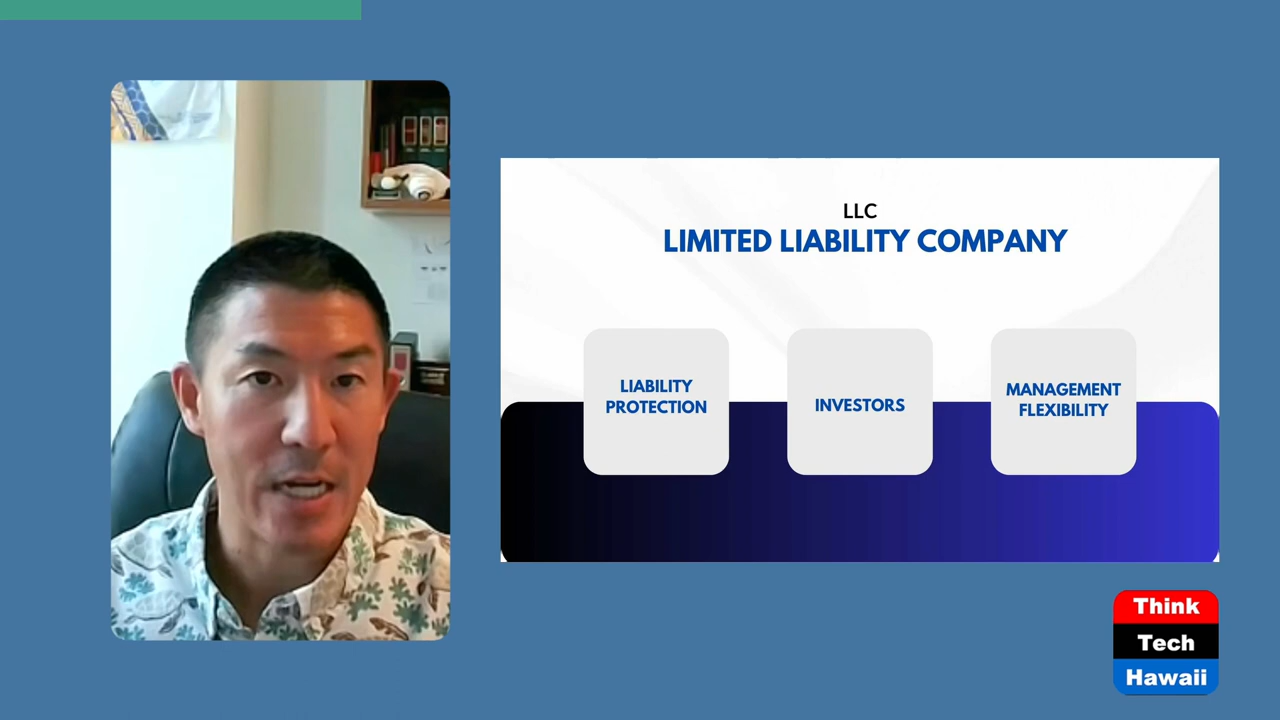 LLC
LIMITED LIABILITY COMPANY
LIABILITY
PROTECTION
INVESTORS
MANAGEMENT
FLEXIBILITY
Think
Tech
Hawaii